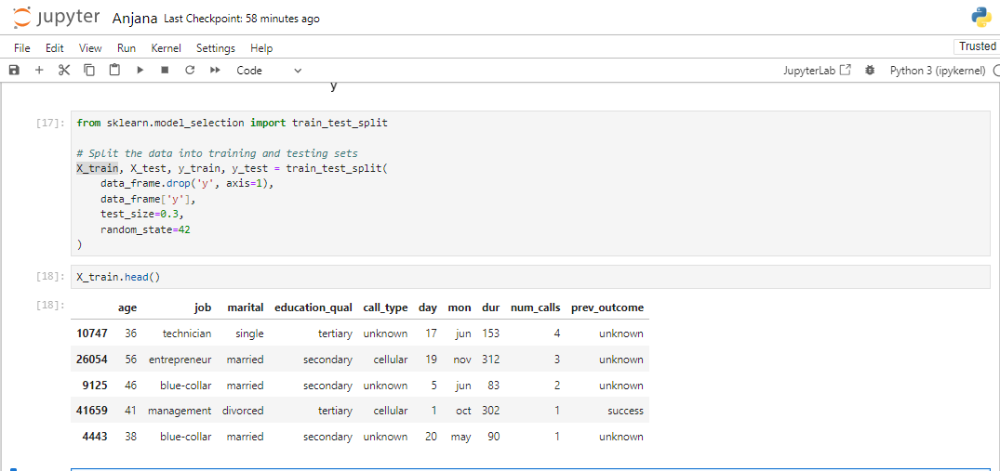 jupyter Anjana Last Checkpoint: 58 minutes ago
File Edit View Run Kernel Settings Help Trusted
Code JupyterLab Python 3 (ipykernel)
y
[17]: from sklearn.model_selection import train_test_split
# Split the data into training and testing sets
X_train, X_test, y_train, y_test = train_test_split(
data_frame.drop('y', axis=1),
data_frame['y'],
test_size=0.3,
random_state=42
)
[18]: X_train.head()
[18]: age job marital education_qual call_type day mon dur num_calls prev_outcome
10747 36 technician single tertiary unknown 17 jun 153 4 unknown
26054 56 entrepreneur married secondary cellular 19 nov 312 3 unknown
9125 46 blue-collar married secondary unknown 5 jun 83 2 unknown
41659 41 management divorced tertiary cellular 1 oct 302 1 success
4443 38 blue-collar married secondary unknown 20 may 90 1 unknown